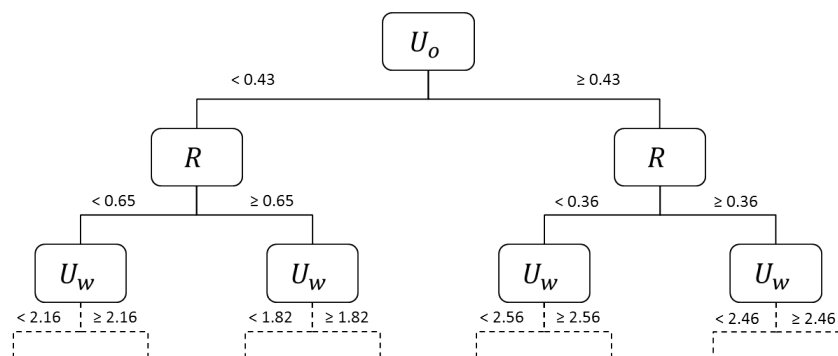 U_o
< 0.43 ≥ 0.43
R R
< 0.65 ≥ 0.65 < 0.36 ≥ 0.36
U_w U_w U_w U_w
< 2.16 ≥ 2.16 < 1.82 ≥ 1.82 < 2.56 ≥ 2.56 < 2.46 ≥ 2.46